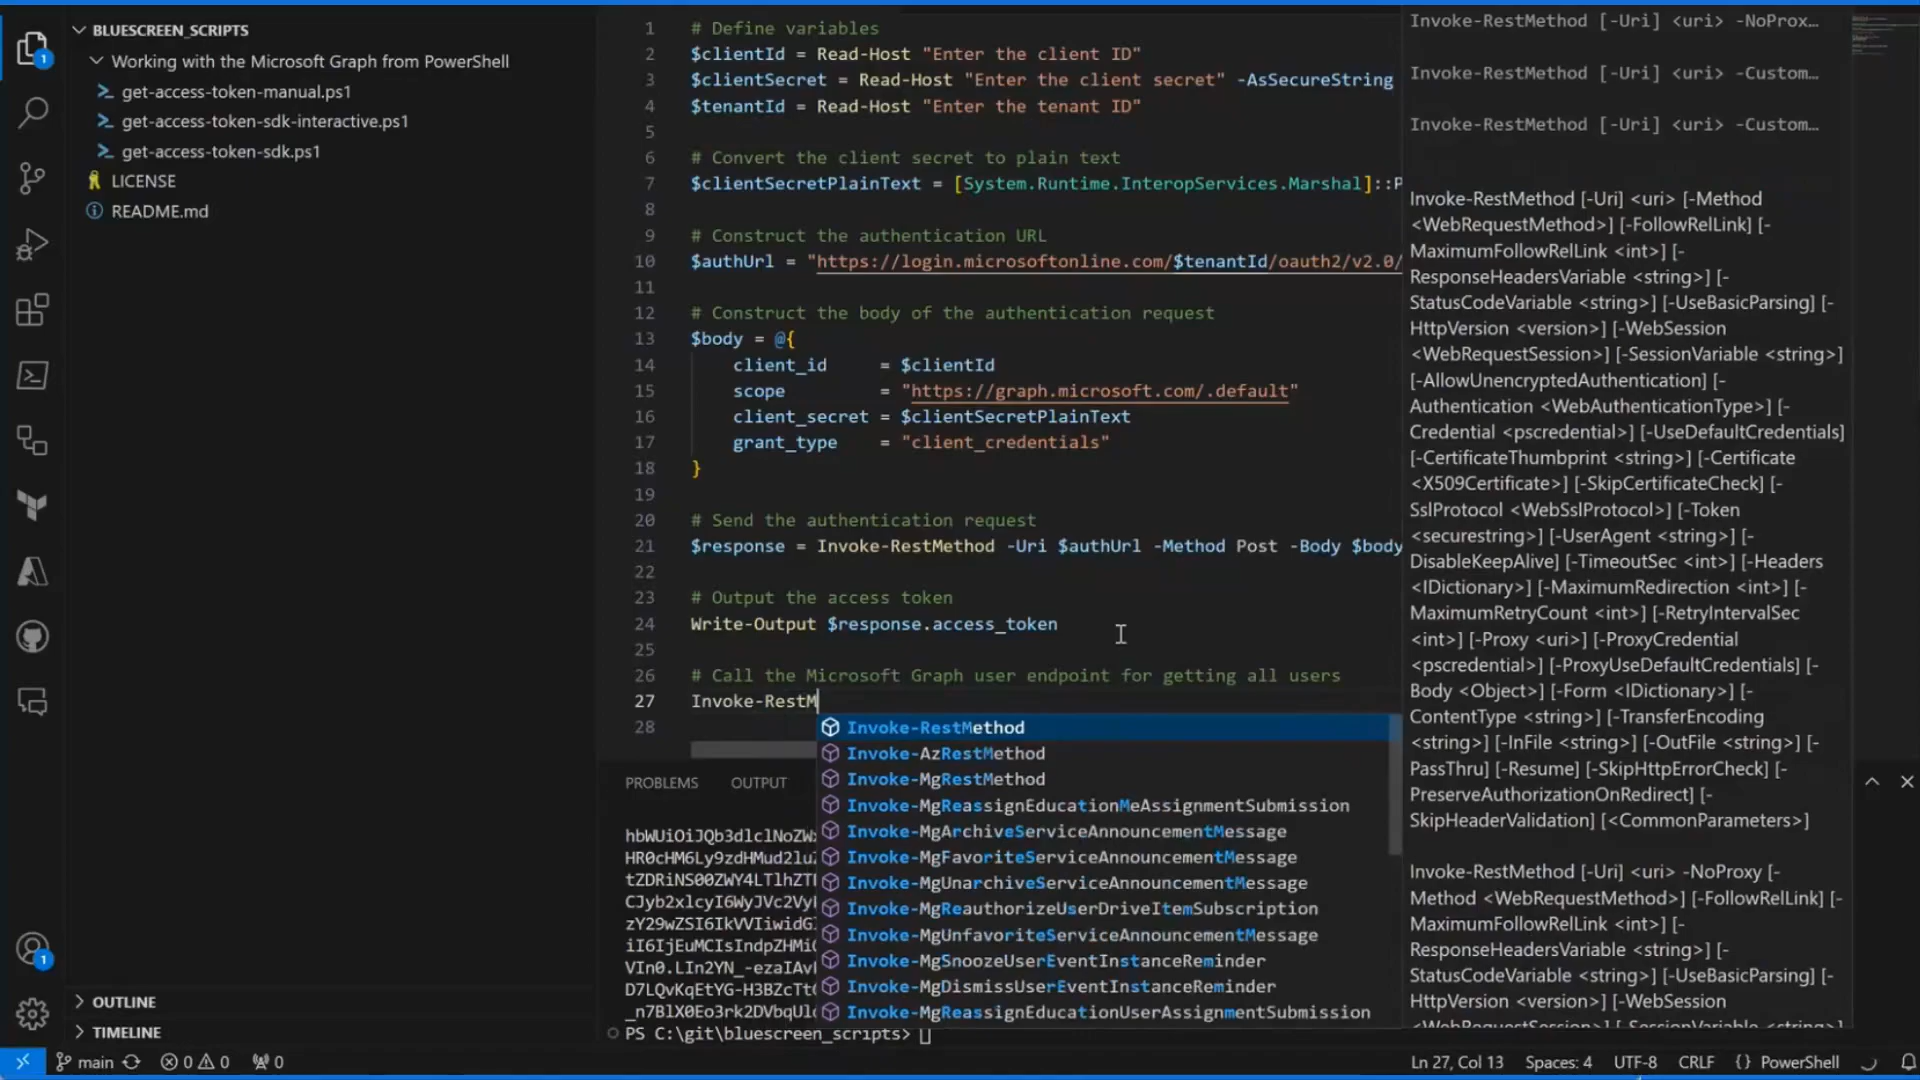 BLUESCREEN_SCRIPTS
Working with the Microsoft Graph from PowerShell
get-access-token-manual.ps1
get-access-token-sdk-interactive.ps1
get-access-token-sdk.ps1
LICENSE
README.md
OUTLINE
TIMELINE
1
1
1 # Define variables
2 $clientId = Read-Host "Enter the client ID"
3 $clientSecret = Read-Host "Enter the client secret" -AsSecureString
4 $tenantId = Read-Host "Enter the tenant ID"
5
6 # Convert the client secret to plain text
7 $clientSecretPlainText = [System.Runtime.InteropServices.Marshal]::P
8
9 # Construct the authentication URL
10 $authUrl = "https://login.microsoftonline.com/$tenantId/oauth2/v2.0/
11
12 # Construct the body of the authentication request
13 $body = @{
14 client_id = $clientId
15 scope = "https://graph.microsoft.com/.default"
16 client_secret = $clientSecretPlainText
17 grant_type = "client_credentials"
18 }
19
20 # Send the authentication request
21 $response = Invoke-RestMethod -Uri $authUrl -Method Post -Body $body
22
23 # Output the access token
24 Write-Output $response.access_token
25
26 # Call the Microsoft Graph user endpoint for getting all users
27 Invoke-RestM
28
Invoke-RestMethod
Invoke-AzRestMethod
Invoke-MgRestMethod
Invoke-MgReassignEducationMeAssignmentSubmission
Invoke-MgArchiveServiceAnnouncementMessage
Invoke-MgFavoriteServiceAnnouncementMessage
Invoke-MgUnarchiveServiceAnnouncementMessage
Invoke-MgReauthorizeUserDriveItemSubscription
Invoke-MgUnfavoriteServiceAnnouncementMessage
Invoke-MgSnoozeUserEventInstanceReminder
Invoke-MgDismissUserEventInstanceReminder
Invoke-MgReassignEducationUserAssignmentSubmission
PROBLEMS OUTPUT
PS C:\git\bluescreen_scripts>
Invoke-RestMethod [-Uri] <uri> -NoProx…
Invoke-RestMethod [-Uri] <uri> -Custom…
Invoke-RestMethod [-Uri] <uri> -Custom…
Invoke-RestMethod [-Uri] <uri> [-Method
<WebRequestMethod>] [-FollowRelLink] [-
MaximumFollowRelLink <int>] [-
ResponseHeadersVariable <string>] [-
StatusCodeVariable <string>] [-UseBasicParsing] [-
HttpVersion <version>] [-WebSession
<WebRequestSession>] [-SessionVariable <string>]
[-AllowUnencryptedAuthentication] [-
Authentication <WebAuthenticationType>] [-
Credential <pscredential>] [-UseDefaultCredentials]
[-CertificateThumbprint <string>] [-Certificate
<X509Certificate>] [-SkipCertificateCheck] [-
SslProtocol <WebSslProtocol>] [-Token
<securestring>] [-UserAgent <string>] [-
DisableKeepAlive] [-TimeoutSec <int>] [-Headers
<IDictionary>] [-MaximumRedirection <int>] [-
MaximumRetryCount <int>] [-RetryIntervalSec
<int>] [-Proxy <uri>] [-ProxyCredential
<pscredential>] [-ProxyUseDefaultCredentials] [-
Body <Object>] [-Form <IDictionary>] [-
ContentType <string>] [-TransferEncoding
<string>] [-InFile <string>] [-OutFile <string>] [-
PassThru] [-Resume] [-SkipHttpErrorCheck] [-
PreserveAuthorizationOnRedirect] [-
SkipHeaderValidation] [<CommonParameters>]
Invoke-RestMethod [-Uri] <uri> -NoProxy [-
Method <WebRequestMethod>] [-FollowRelLink] [-
MaximumFollowRelLink <int>] [-
ResponseHeadersVariable <string>] [-
StatusCodeVariable <string>] [-UseBasicParsing] [-
HttpVersion <version>] [-WebSession
<WebRequestSession>] [-SessionVariable <string>]
main 0 0 0 Ln 27, Col 13 Spaces: 4 UTF-8 CRLF {} PowerShell